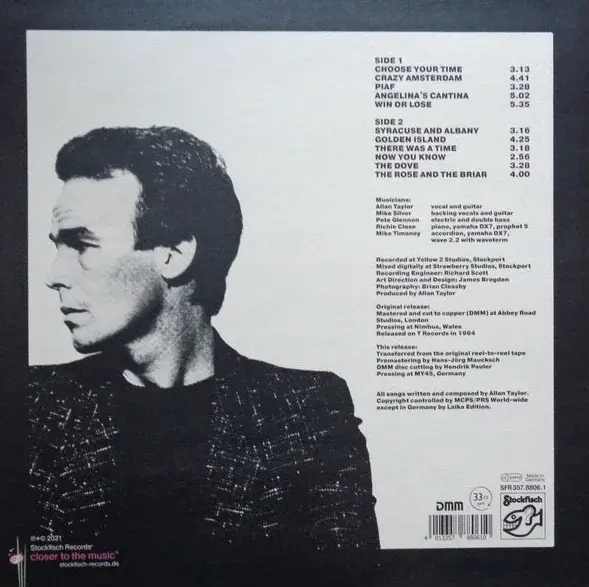 SIDE 1
CHOOSE YOUR TIME 3.13
CRAZY AMSTERDAM 4.41
PIAF 3.28
ANGELINA'S CANTINA 5.02
WIN OR LOSE 5.35
SIDE 2
SYRACUSE AND ALBANY 3.16
GOLDEN ISLAND 4.25
THERE WAS A TIME 3.18
NOW YOU KNOW 2.56
THE DOVE 3.28
THE ROSE AND THE BRIAR 4.00
Musicians:
Allan Taylor vocal and guitar
Mike Silver backing vocals and guitar
Pete Glennon electric and double bass
Richie Close piano, yamaha DX7, prophet 5
Mike Timoney accordion, yamaha DX7,
wave 2.2 with waveterm
Recorded at Yellow 2 Studios, Stockport
Mixed digitally at Strawberry Studios, Stockport
Recording Engineer: Richard Scott
Art Direction and Design: James Brogden
Photography: Brian Cleasby
Produced by Allan Taylor
Original release:
Mastered and cut to copper (DMM) at Abbey Road
Studios, London
Pressing at Nimbus, Wales
Released on T Records in 1984
This release:
Transferred from the original reel-to-reel tape
Premastering by Hans-Jörg Maucksch
DMM disc cutting by Hendrik Pauler
Pressing at MY45, Germany
All songs written and composed by Allan Taylor.
Copyright controlled by MCPS/PRS World-wide
except in Germany by Laika Edition.
Made in
Germany
SFR 357.8806.1
DMM
33 1/3
Stockfisch
4 013357 880610
℗+© 2021
Stockfisch Records
closer to the music®
stockfisch-records.de